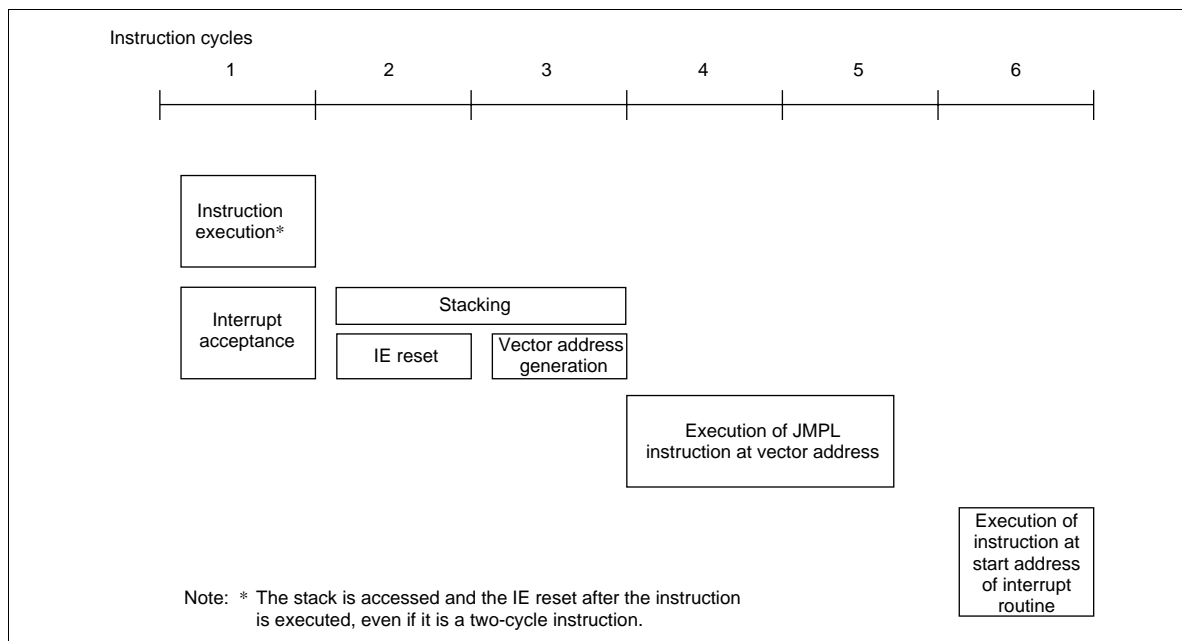 Instruction cycles
1 2 3 4 5 6
Instruction
execution*
Interrupt
acceptance
Stacking
IE reset
Vector address
generation
Execution of JMPL
instruction at vector address
Execution of
instruction at
start address
of interrupt
routine
Note: * The stack is accessed and the IE reset after the instruction
is executed, even if it is a two-cycle instruction.